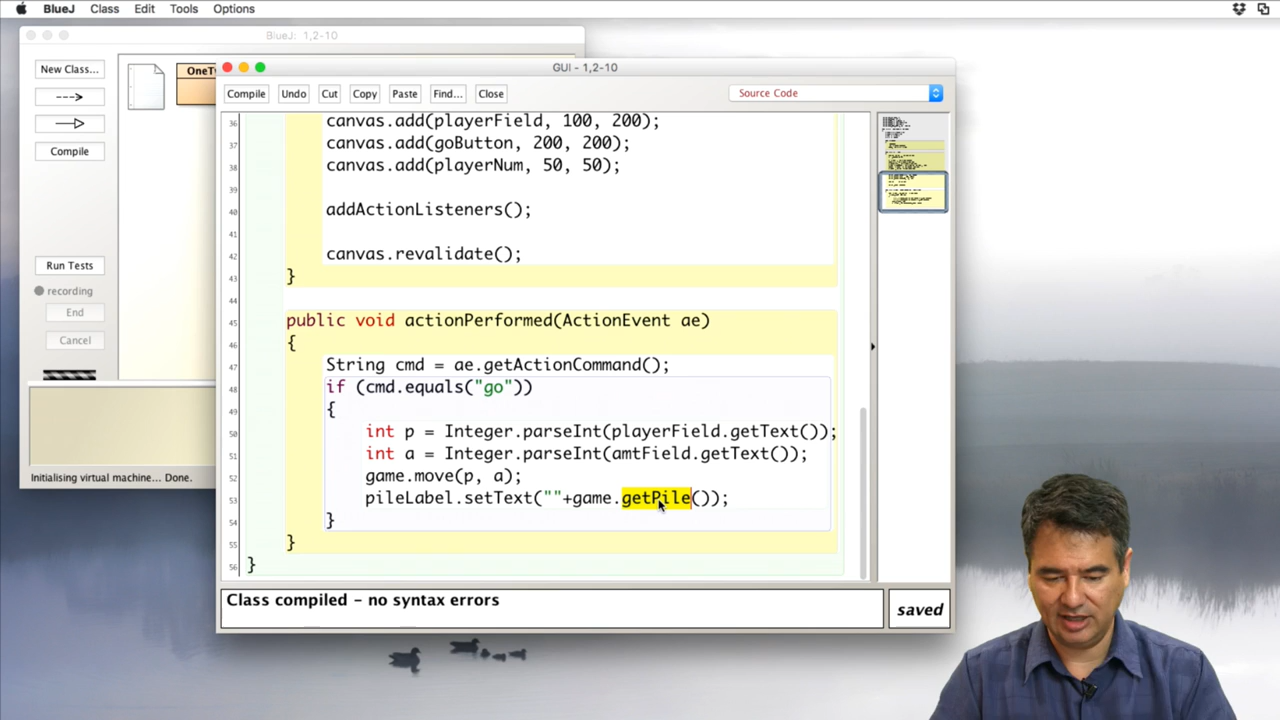 BlueJ Class Edit Tools Options
BlueJ: 1,2-10
New Class...
--->
Compile
Run Tests
recording
End
Cancel
Initialising virtual machine... Done.
OneT
GUI - 1,2-10
Compile Undo Cut Copy Paste Find... Close Source Code
36 canvas.add(playerField, 100, 200);
37 canvas.add(goButton, 200, 200);
38 canvas.add(playerNum, 50, 50);
39
40 addActionListeners();
41
42 canvas.revalidate();
43 }
44
45 public void actionPerformed(ActionEvent ae)
46 {
47 String cmd = ae.getActionCommand();
48 if (cmd.equals("go"))
49 {
50 int p = Integer.parseInt(playerField.getText());
51 int a = Integer.parseInt(amtField.getText());
52 game.move(p, a);
53 pileLabel.setText(""+game.getPile());
54 }
55 }
56 }
Class compiled - no syntax errors
saved